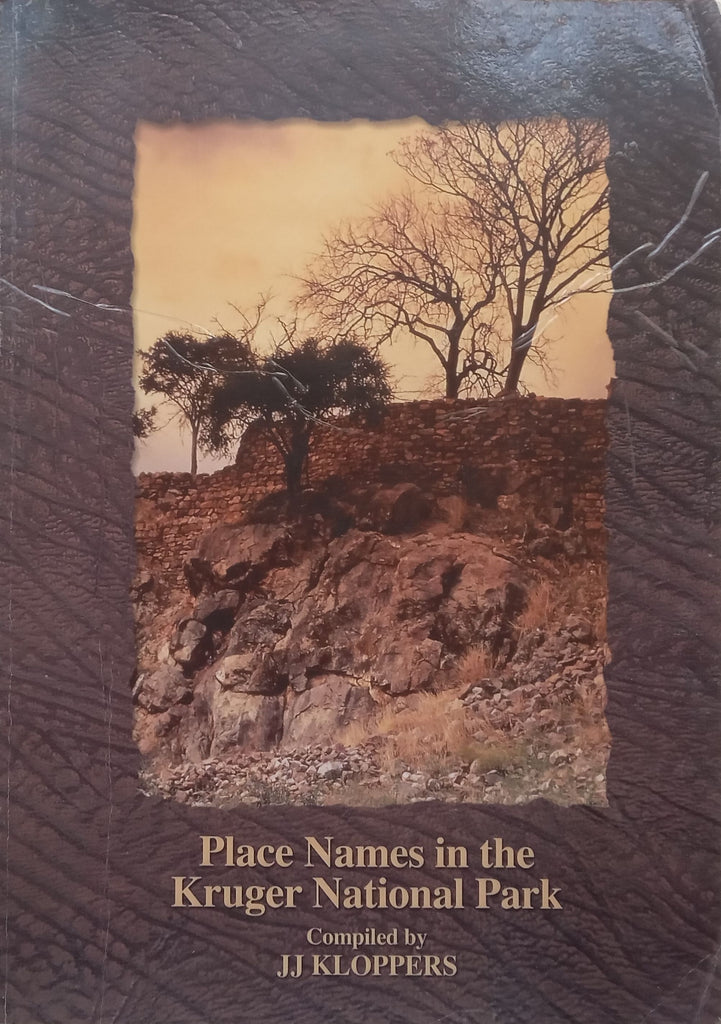 Place Names in the
Kruger National Park
Compiled by
JJ KLOPPERS